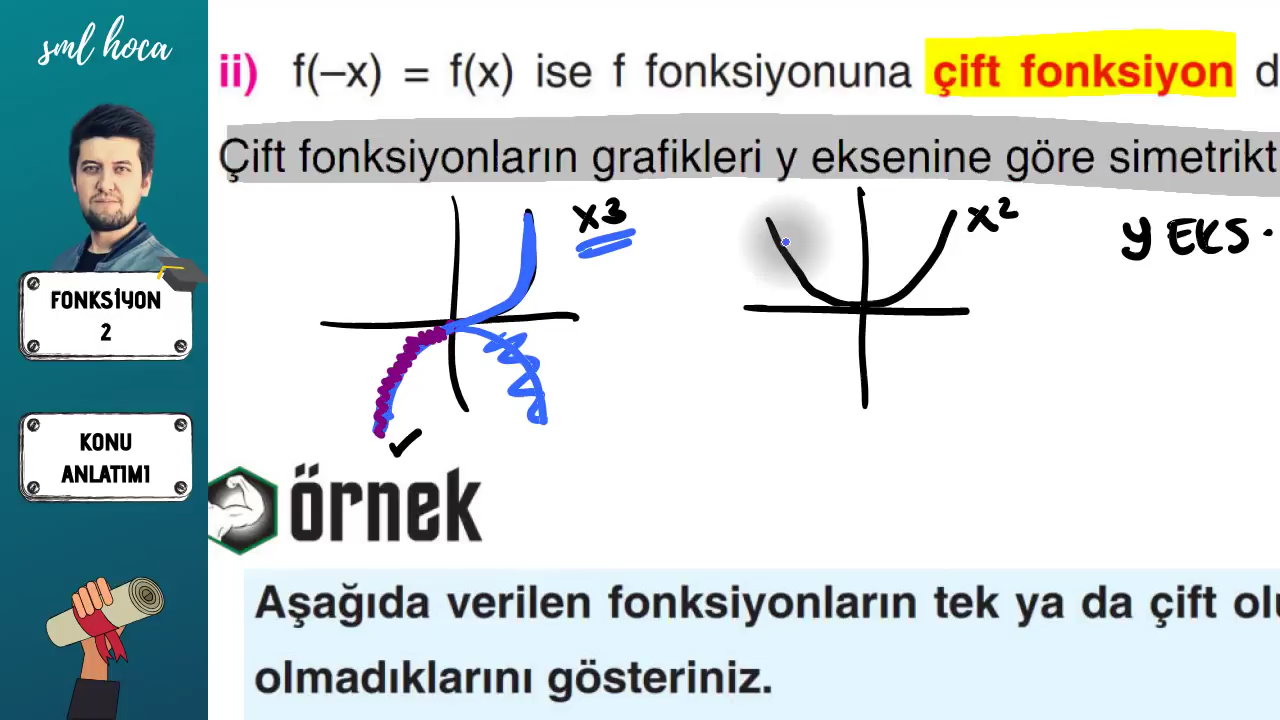 sml hoca
FONKSİYON
2
KONU
ANLATIMI
ii) f(–x) = f(x) ise f fonksiyonuna çift fonksiyon d
Çift fonksiyonların grafikleri y eksenine göre simetrikt
x3
x2
y EKS.
örnek
Aşağıda verilen fonksiyonların tek ya da çift olu
olmadıklarını gösteriniz.